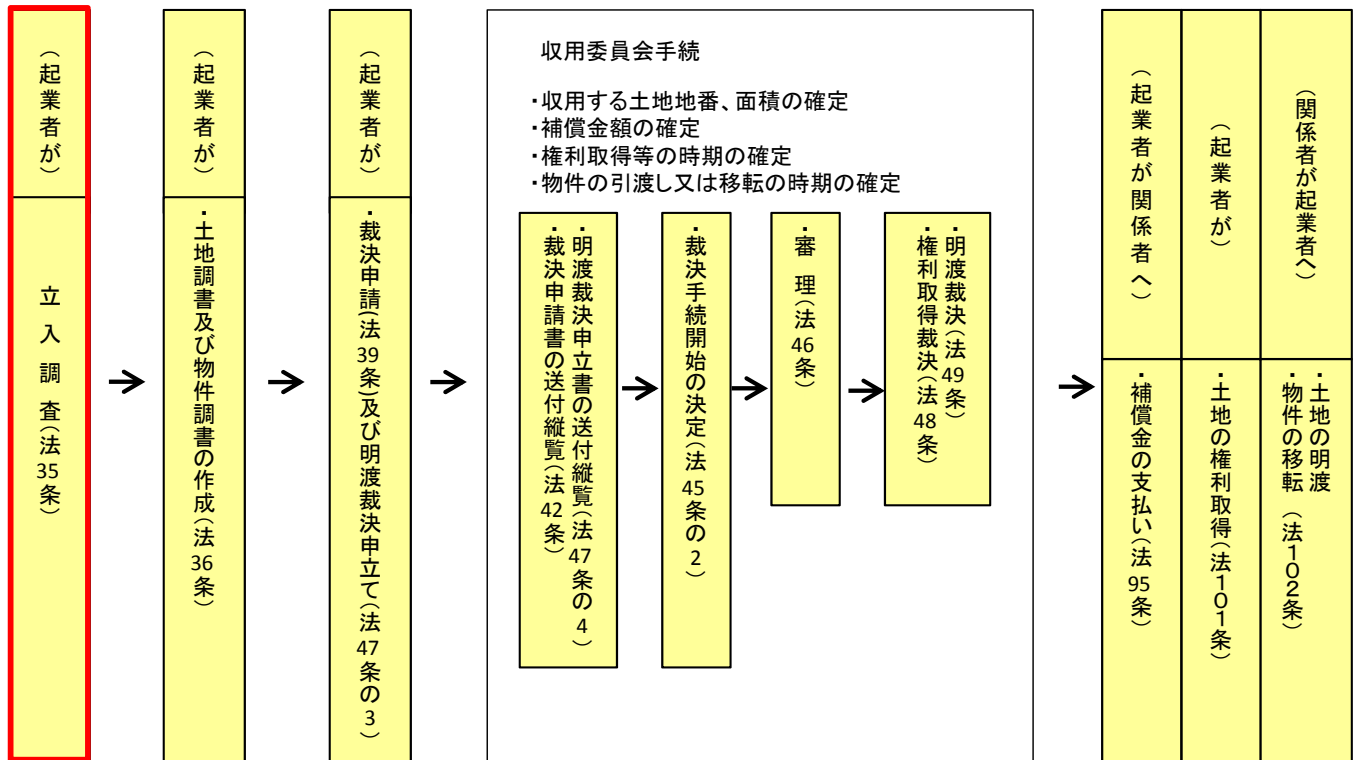 （起業者が）
立入調査（法35条）
（起業者が）
・土地調書及び物件調書の作成（法36条）
（起業者が）
・裁決申請（法39条）及び明渡裁決申立て（法47条の3）
収用委員会手続
・収用する土地地番、面積の確定
・補償金額の確定
・権利取得等の時期の確定
・物件の引渡し又は移転の時期の確定
・明渡裁決申立書の送付縦覧（法47条の4）
・裁決申請書の送付縦覧（法42条）
・裁決手続開始の決定（法45条の2）
・審理（法46条）
・明渡裁決（法49条）
・権利取得裁決（法48条）
（起業者が関係者へ）
・補償金の支払い（法95条）
（起業者が）
・土地の権利取得（法１０１条）
（関係者が起業者へ）
・土地の明渡
・物件の移転（法１０２条）